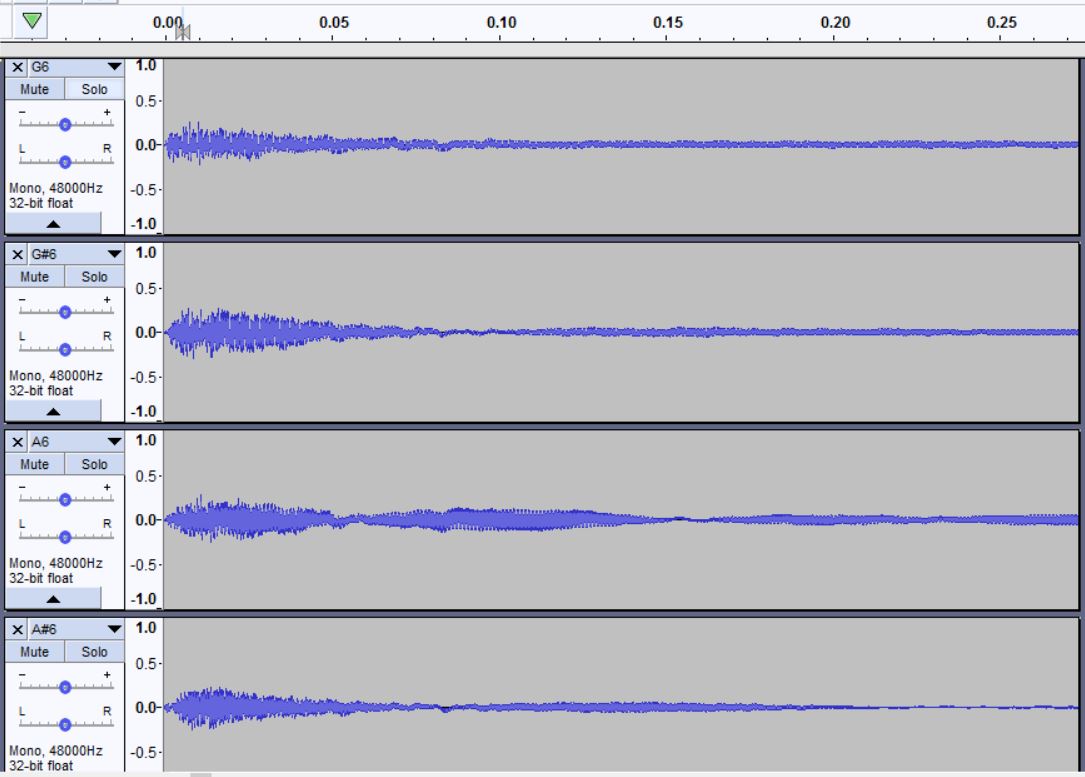 0.00 0.05 0.10 0.15 0.20 0.25
G6 1.0
Mute Solo
0.5
- +
0.0
L R
Mono, 48000Hz
-0.5
32-bit float
-1.0
G#6 1.0
Mute Solo
0.5
- +
0.0
L R
Mono, 48000Hz
-0.5
32-bit float
-1.0
A6 1.0
Mute Solo
0.5
- +
0.0
L R
Mono, 48000Hz
-0.5
32-bit float
-1.0
A#6 1.0
Mute Solo
0.5
- +
0.0
L R
Mono, 48000Hz
-0.5
32-bit float